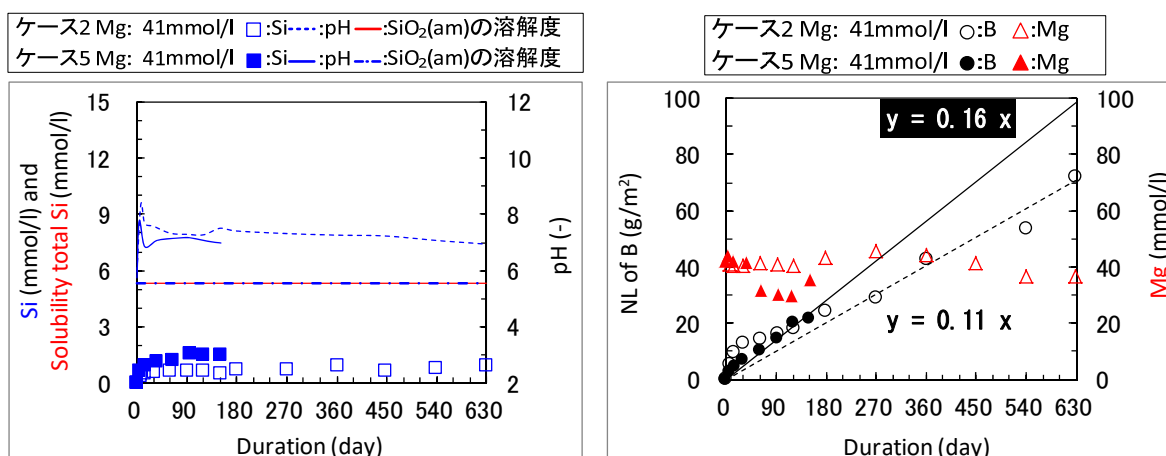 ケース2 Mg: 41mmol/l □:Si :pH :SiO₂(am)の溶解度
ケース5 Mg: 41mmol/l ■:Si :pH :SiO₂(am)の溶解度
15
12
9
6
3
0
12
10
8
6
4
2
0 90 180 270 360 450 540 630
Si (mmol/l) and
Solubility total Si (mmol/l)
pH (-)
Duration (day)
ケース2 Mg: 41mmol/l ○:B △:Mg
ケース5 Mg: 41mmol/l ●:B ▲:Mg
100
80
60
40
20
0
100
80
60
40
20
0
y = 0.16 x
y = 0.11 x
0 90 180 270 360 450 540 630
NL of B (g/m²)
Mg (mmol/l)
Duration (day)